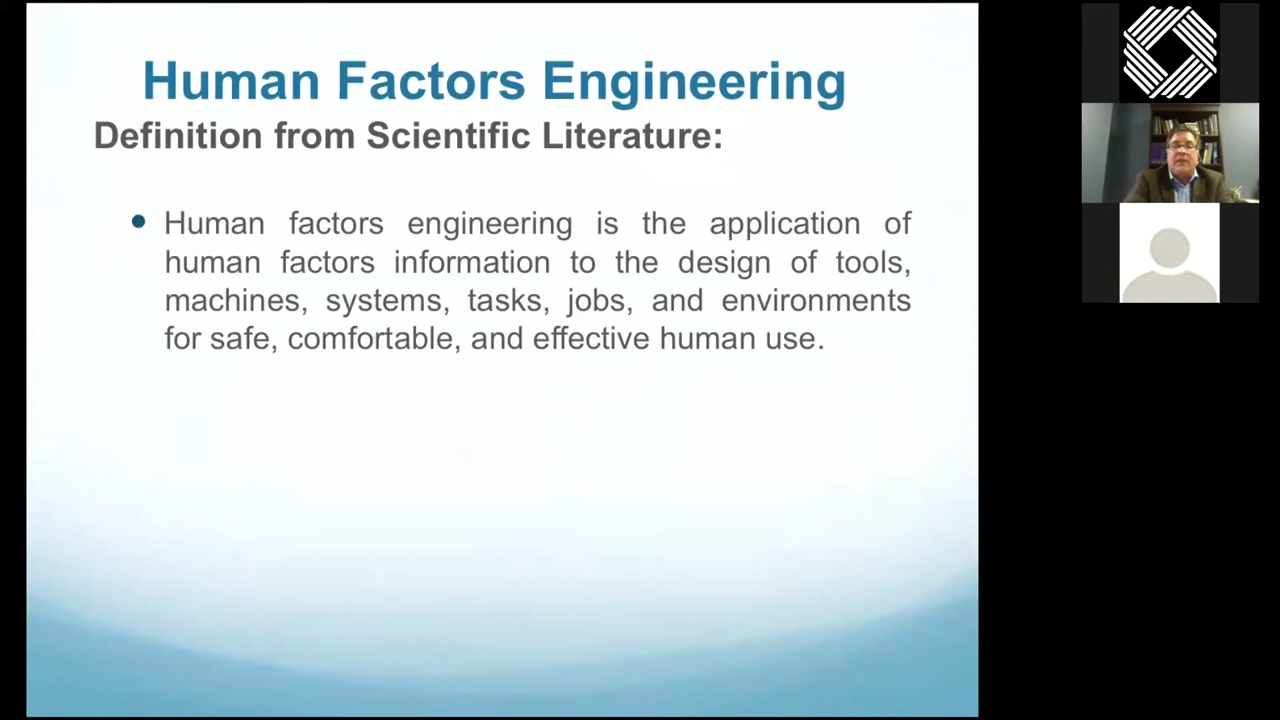 Human Factors Engineering
Definition from Scientific Literature:
Human factors engineering is the application of
human factors information to the design of tools,
machines, systems, tasks, jobs, and environments
for safe, comfortable, and effective human use.